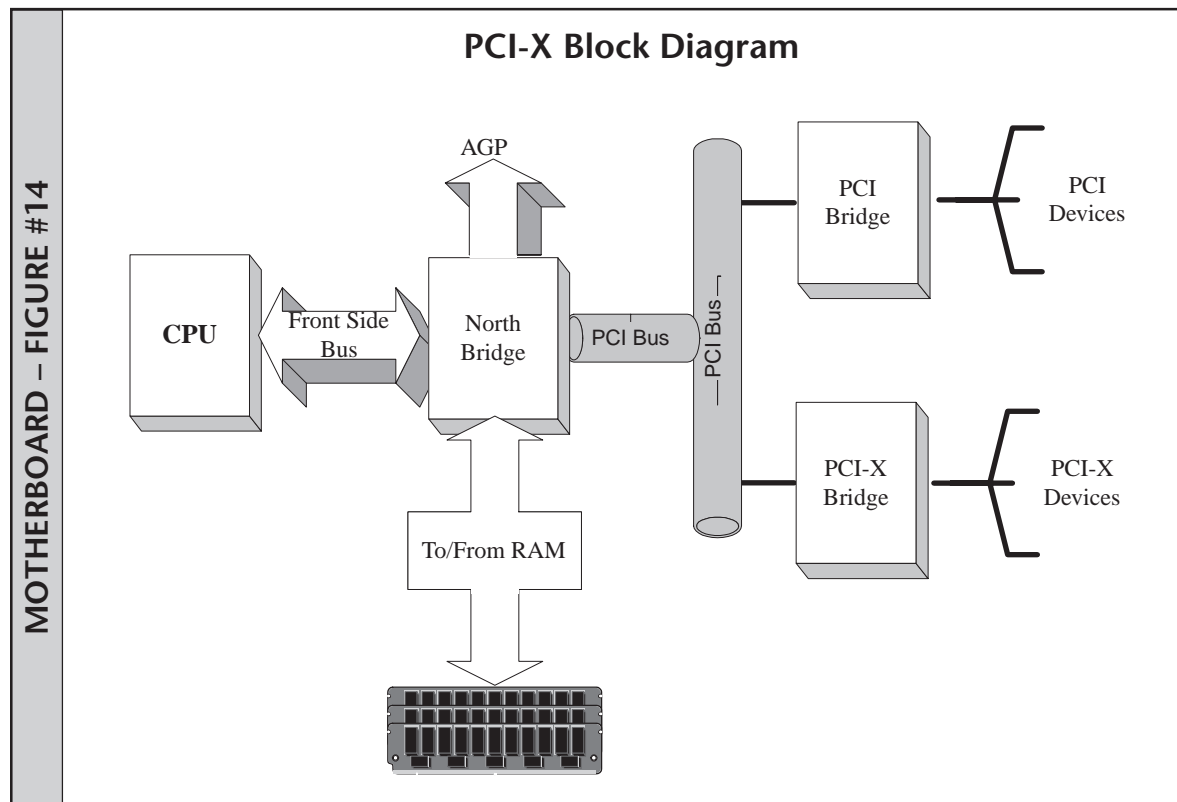 MOTHERBOARD – FIGURE #14
PCI-X Block Diagram
AGP
CPU
Front Side
Bus
North
Bridge
PCI Bus
PCI Bus
PCI
Bridge
PCI
Devices
PCI-X
Bridge
PCI-X
Devices
To/From RAM